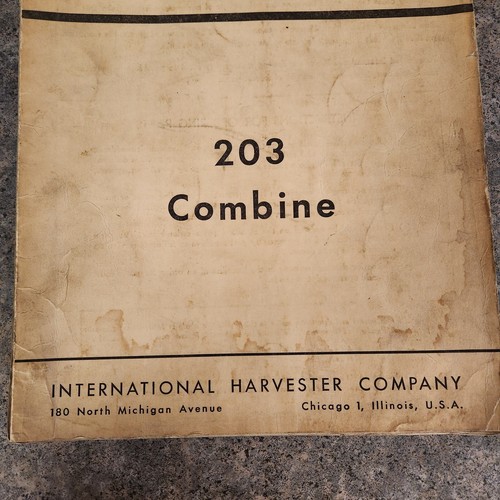 203
Combine
INTERNATIONAL HARVESTER COMPANY
180 North Michigan Avenue Chicago 1, Illinois, U.S.A.